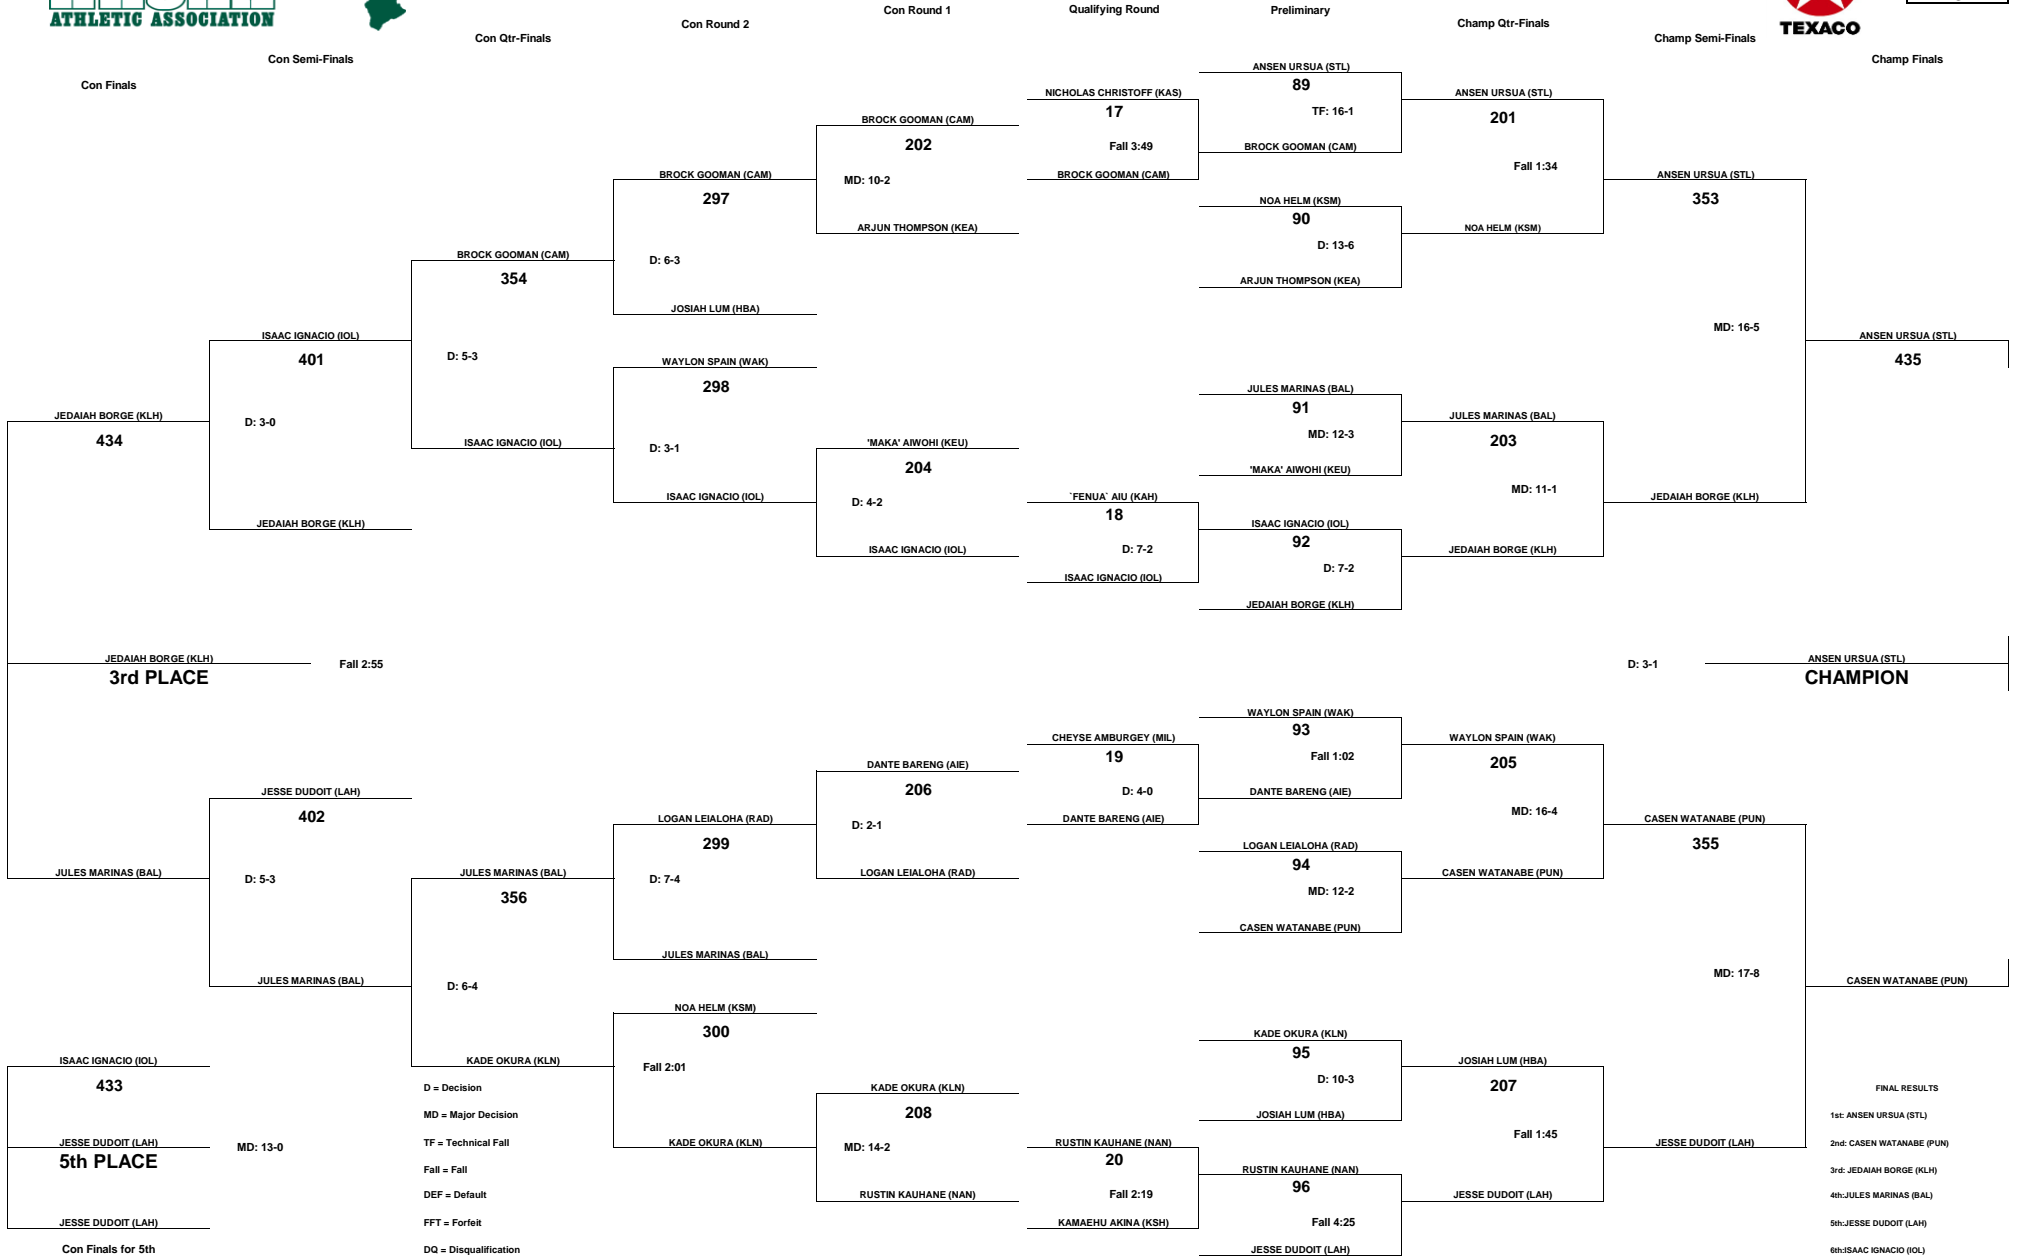 ATHLETIC ASSOCIATION
TEXACO
Con Finals
Con Semi-Finals
Con Qtr-Finals
Con Round 2
Con Round 1
Qualifying Round
Preliminary
Champ Qtr-Finals
Champ Semi-Finals
Champ Finals
JEDAIAH BORGE (KLH)
434
JEDAIAH BORGE (KLH)
3rd PLACE
Fall 2:55
JULES MARINAS (BAL)
ISAAC IGNACIO (IOL)
433
JESSE DUDOIT (LAH)
5th PLACE
MD: 13-0
JESSE DUDOIT (LAH)
Con Finals for 5th
ISAAC IGNACIO (IOL)
401
D: 3-0
JEDAIAH BORGE (KLH)
JESSE DUDOIT (LAH)
402
D: 5-3
JULES MARINAS (BAL)
BROCK GOOMAN (CAM)
354
D: 5-3
ISAAC IGNACIO (IOL)
JULES MARINAS (BAL)
356
D: 6-4
KADE OKURA (KLN)
D = Decision
MD = Major Decision
TF = Technical Fall
Fall = Fall
DEF = Default
FFT = Forfeit
DQ = Disqualification
BROCK GOOMAN (CAM)
297
D: 6-3
JOSIAH LUM (HBA)
WAYLON SPAIN (WAK)
298
D: 3-1
ISAAC IGNACIO (IOL)
LOGAN LEIALOHA (RAD)
299
D: 7-4
JULES MARINAS (BAL)
NOA HELM (KSM)
300
Fall 2:01
KADE OKURA (KLN)
BROCK GOOMAN (CAM)
202
MD: 10-2
ARJUN THOMPSON (KEA)
'MAKA' AIWOHI (KEU)
204
D: 4-2
ISAAC IGNACIO (IOL)
DANTE BARENG (AIE)
206
D: 2-1
LOGAN LEIALOHA (RAD)
KADE OKURA (KLN)
208
MD: 14-2
RUSTIN KAUHANE (NAN)
NICHOLAS CHRISTOFF (KAS)
17
Fall 3:49
BROCK GOOMAN (CAM)
`FENUA` AIU (KAH)
18
D: 7-2
ISAAC IGNACIO (IOL)
CHEYSE AMBURGEY (MIL)
19
D: 4-0
DANTE BARENG (AIE)
RUSTIN KAUHANE (NAN)
20
Fall 2:19
KAMAEHU AKINA (KSH)
ANSEN URSUA (STL)
89
TF: 16-1
BROCK GOOMAN (CAM)
NOA HELM (KSM)
90
D: 13-6
ARJUN THOMPSON (KEA)
JULES MARINAS (BAL)
91
MD: 12-3
'MAKA' AIWOHI (KEU)
ISAAC IGNACIO (IOL)
92
D: 7-2
JEDAIAH BORGE (KLH)
WAYLON SPAIN (WAK)
93
Fall 1:02
DANTE BARENG (AIE)
LOGAN LEIALOHA (RAD)
94
MD: 12-2
CASEN WATANABE (PUN)
KADE OKURA (KLN)
95
D: 10-3
JOSIAH LUM (HBA)
RUSTIN KAUHANE (NAN)
96
Fall 4:25
JESSE DUDOIT (LAH)
ANSEN URSUA (STL)
201
Fall 1:34
NOA HELM (KSM)
JULES MARINAS (BAL)
203
MD: 11-1
JEDAIAH BORGE (KLH)
WAYLON SPAIN (WAK)
205
MD: 16-4
CASEN WATANABE (PUN)
JOSIAH LUM (HBA)
207
Fall 1:45
JESSE DUDOIT (LAH)
ANSEN URSUA (STL)
353
MD: 16-5
JEDAIAH BORGE (KLH)
CASEN WATANABE (PUN)
355
MD: 17-8
JESSE DUDOIT (LAH)
ANSEN URSUA (STL)
435
D: 3-1
ANSEN URSUA (STL)
CHAMPION
CASEN WATANABE (PUN)
FINAL RESULTS
1st: ANSEN URSUA (STL)
2nd: CASEN WATANABE (PUN)
3rd: JEDAIAH BORGE (KLH)
4th:JULES MARINAS (BAL)
5th:JESSE DUDOIT (LAH)
6th:ISAAC IGNACIO (IOL)